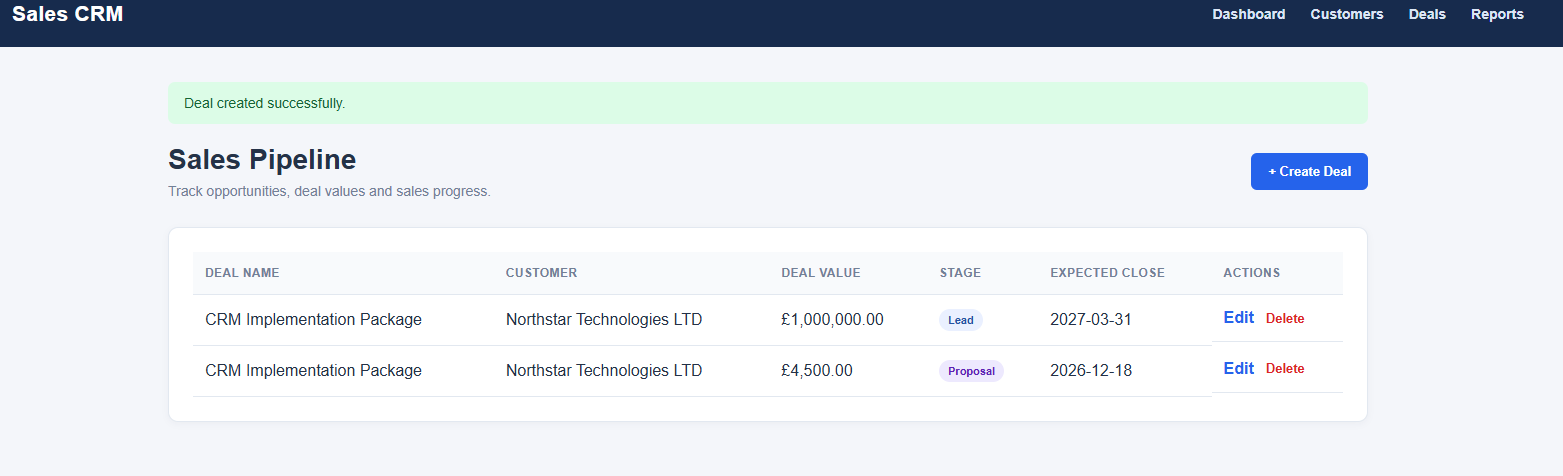 Sales CRM Dashboard Customers Deals Reports
Deal created successfully.
Sales Pipeline
+ Create Deal
Track opportunities, deal values and sales progress.
DEAL NAME CUSTOMER DEAL VALUE STAGE EXPECTED CLOSE ACTIONS
CRM Implementation Package Northstar Technologies LTD £1,000,000.00 Lead 2027-03-31 Edit Delete
CRM Implementation Package Northstar Technologies LTD £4,500.00 Proposal 2026-12-18 Edit Delete